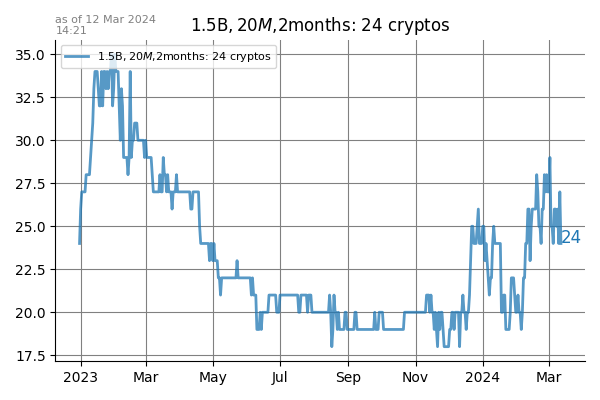 as of 12 Mar 2024
14:21
1.5B, 20M,2months: 24 cryptos
1.5B, 20M,2months: 24 cryptos
35.0
32.5
30.0
27.5
25.0
24
22.5
20.0
17.5
2023 Mar May Jul Sep Nov 2024 Mar